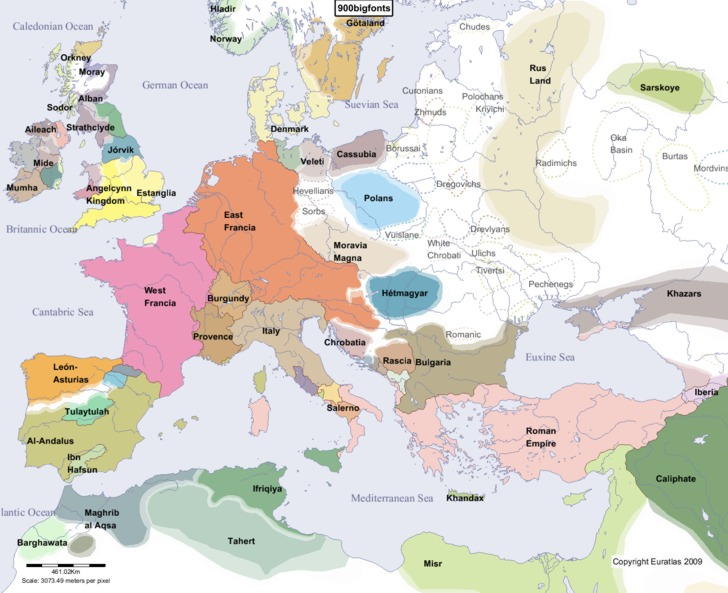 Hladir
900bigfonts
Götaland
Caledonian Ocean
Norway
Chudes
Orkney
Moray
German Ocean
Rus
Land
Sarskoye
Curonians
Polochans
Suevian Sea
Sodor
Alban
Zhmuds
Krivichi
Aileach
Strathclyde
Denmark
Oka
Basin
Jórvik
Cassubia
Borussai
Burtas
Mide
Veleti
Radimichs
Mordvins
Mumha
Angelcynn
Kingdom
Estanglia
Hevellians
Polans
Dregovichs
Sorbs
East
Francia
Britannic Ocean
Drevlyans
Vuislane
Moravia
Magna
White
Chrobati
Ulichs
Tivertsi
Pechenegs
West
Francia
Burgundy
Hétmagyar
Khazars
Cantabric Sea
Provence
Italy
Chrobatia
Romanic
Rascia
Bulgaria
Euxine Sea
León-
Asturias
Iberia
Tulaytulah
Salerno
Al-Andalus
Roman
Empire
Ibn
Hafsun
Caliphate
Ifriqiya
Mediterranean Sea
Khandax
lantic Ocean
Maghrib
al Aqsa
Barghawata
Tahert
Misr
Copyright Euratlas 2009
461.02Km
Scale: 3073.49 meters per pixel